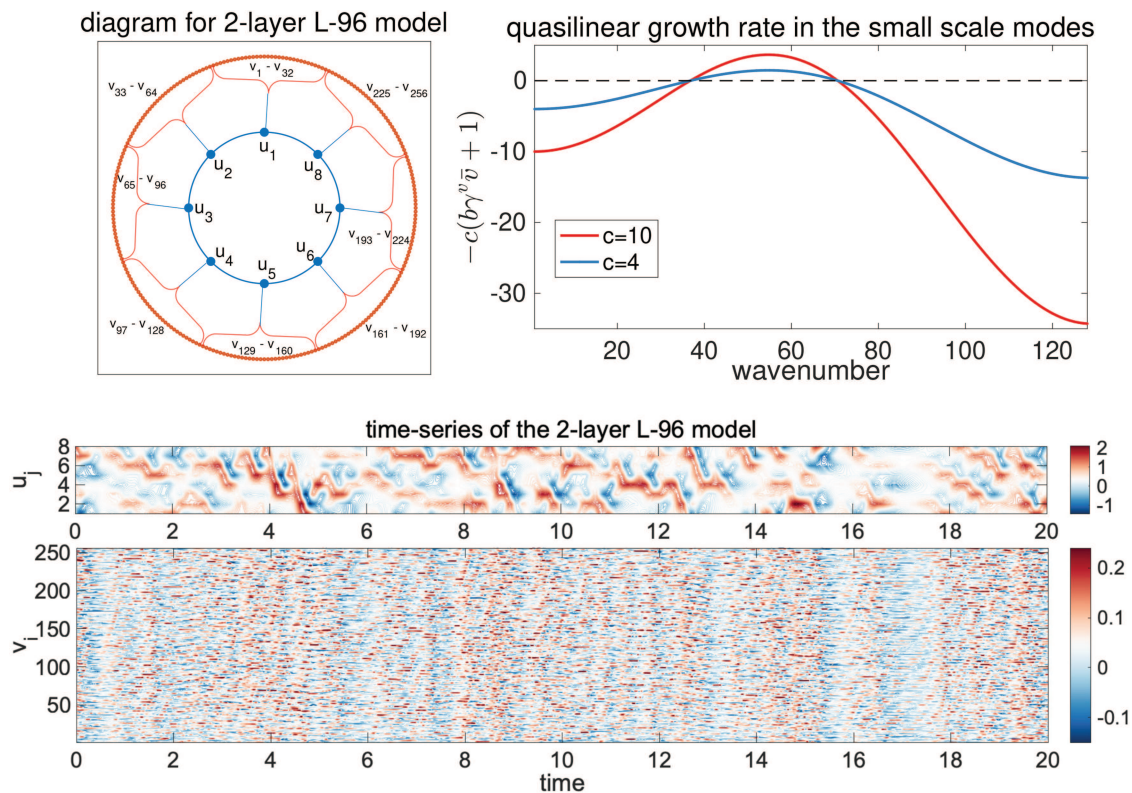 diagram for 2-layer L-96 model
v₁ - v₃₂
v₃₃ - v₆₄
v₂₂₅ - v₂₅₆
u₁
u₂
u₈
v₆₅ - v₉₆
u₃
u₇
v₁₉₃ - v₂₂₄
u₄
u₆
u₅
v₉₇ - v₁₂₈
v₁₂₉ - v₁₆₀
v₁₆₁ - v₁₉₂
quasilinear growth rate in the small scale modes
0
-10
-20
-30
−c(bγᵛv̄ + 1)
c=10
c=4
20 40 60 80 100 120
wavenumber
time-series of the 2-layer L-96 model
8
6
4
2
uⱼ
0 2 4 6 8 10 12 14 16 18 20
2
1
0
-1
250
200
150
100
50
vᵢ
0 2 4 6 8 10 12 14 16 18 20
time
0.2
0.1
0
-0.1